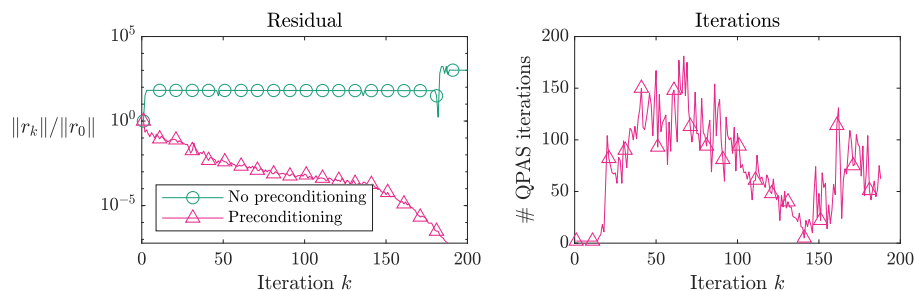 Residual
10^5
10^0
10^-5
‖r_k‖/‖r_0‖
No preconditioning
Preconditioning
0 50 100 150 200
Iteration k
Iterations
200
150
100
50
0
# QPAS iterations
0 50 100 150 200
Iteration k